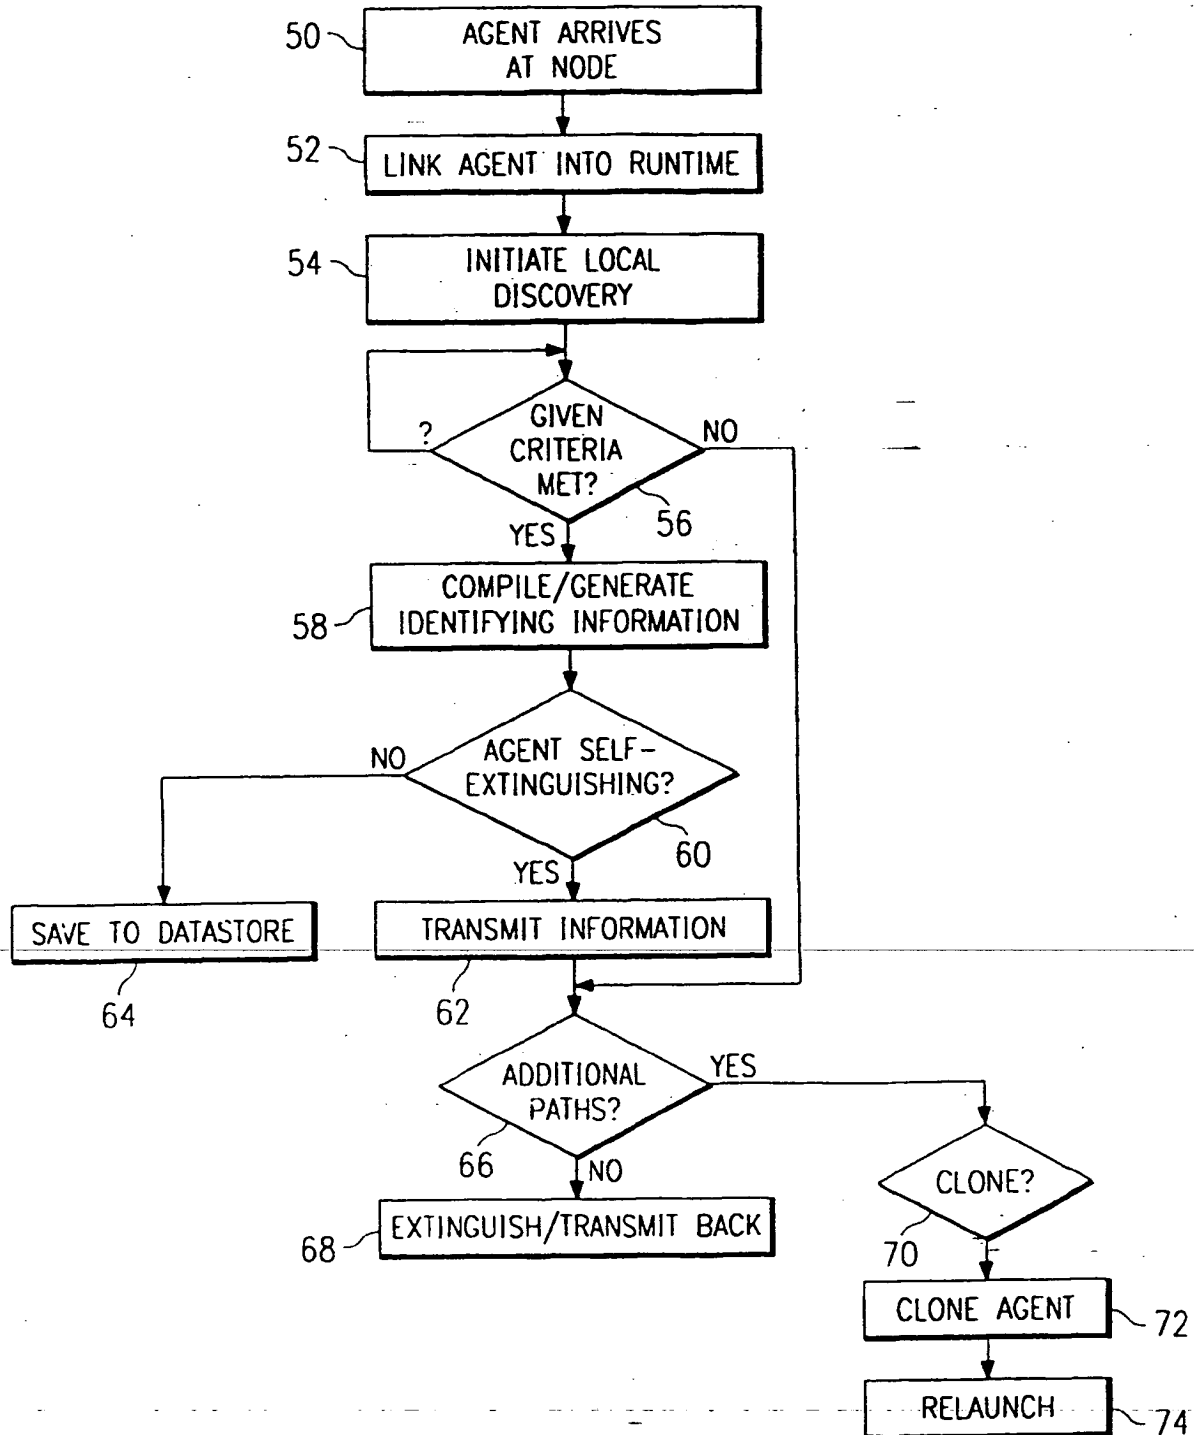 50
AGENT ARRIVES
AT NODE
52
LINK AGENT INTO RUNTIME
54
INITIATE LOCAL
DISCOVERY
?
GIVEN
CRITERIA
MET?
NO
56
YES
58
COMPILE/GENERATE
IDENTIFYING INFORMATION
NO
AGENT SELF-
EXTINGUISHING?
60
YES
SAVE TO DATASTORE
64
TRANSMIT INFORMATION
62
ADDITIONAL
PATHS?
YES
66
NO
68
EXTINGUISH/TRANSMIT BACK
CLONE?
70
CLONE AGENT
72
RELAUNCH
74